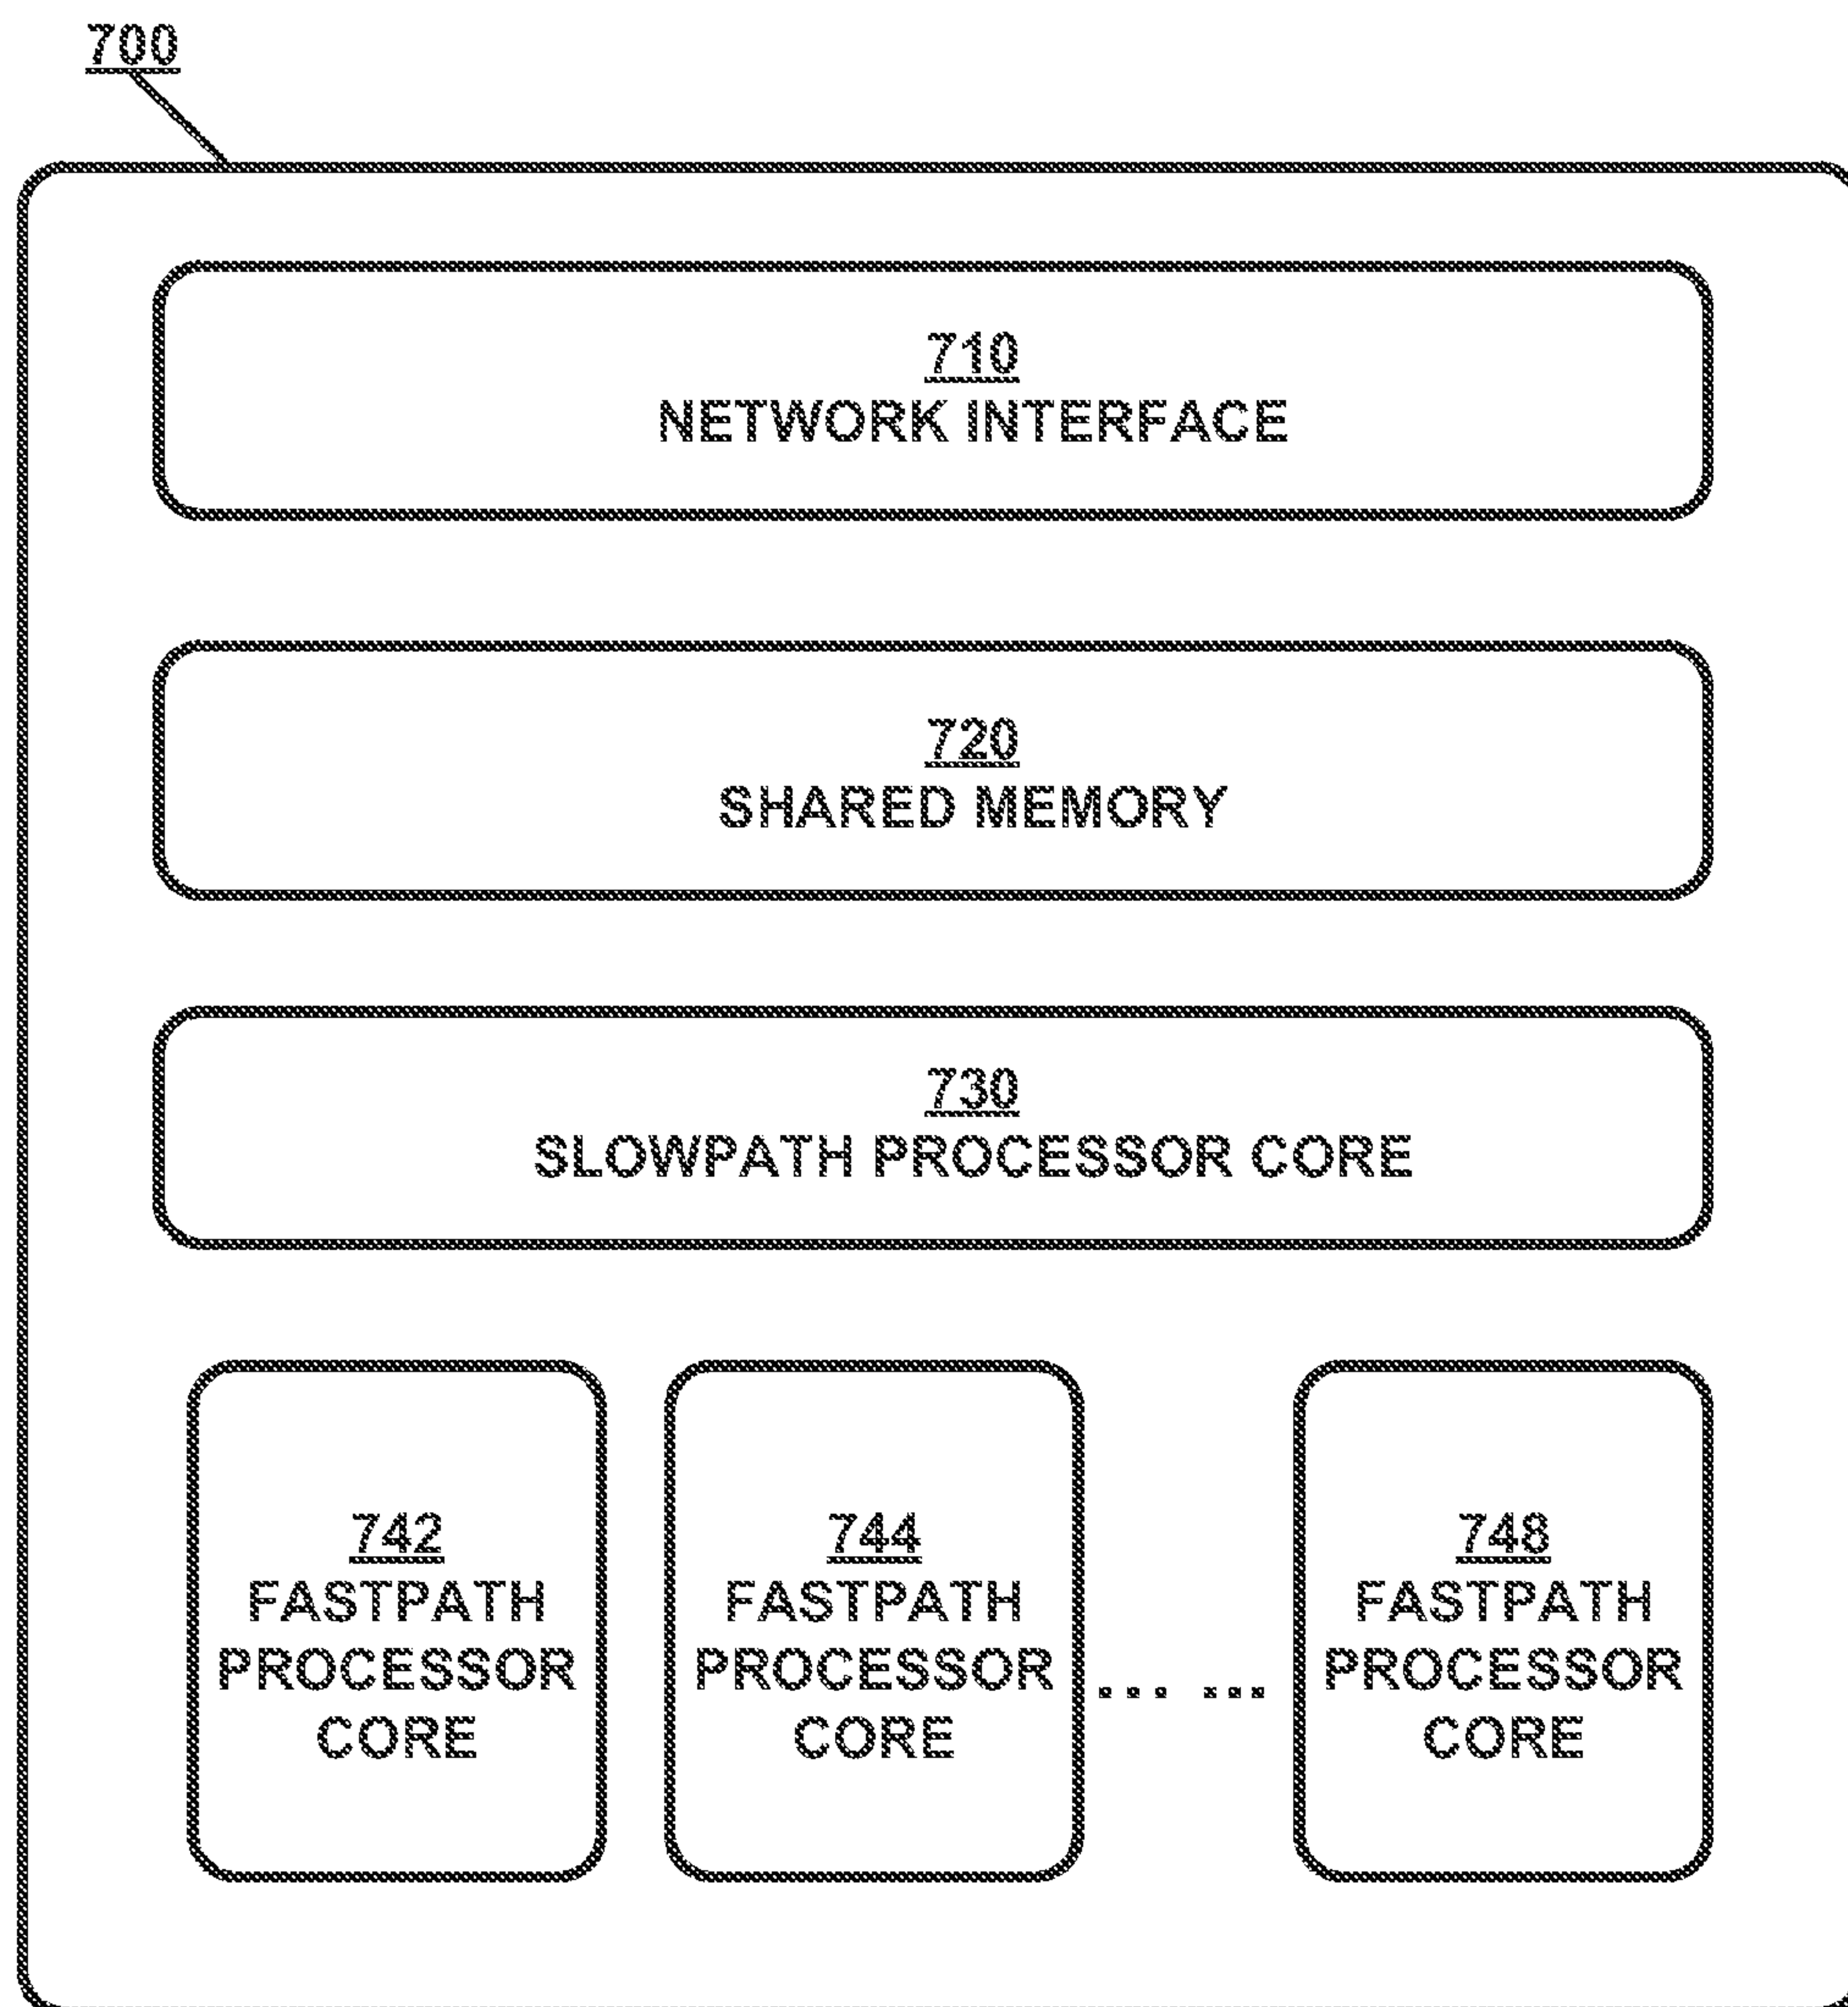 700
710
NETWORK INTERFACE
720
SHARED MEMORY
730
SLOWPATH PROCESSOR CORE
742
FASTPATH
PROCESSOR
CORE
744
FASTPATH
PROCESSOR
CORE
... ...
748
FASTPATH
PROCESSOR
CORE